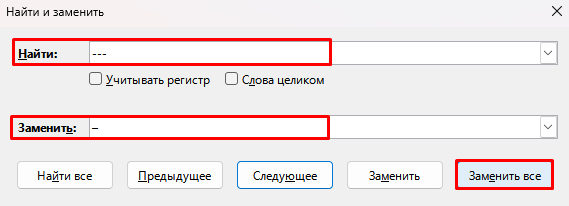 Найти и заменить
Найти: ---
Учитывать регистр Слова целиком
Заменить: –
Найти все Предыдущее Следующее Заменить Заменить все